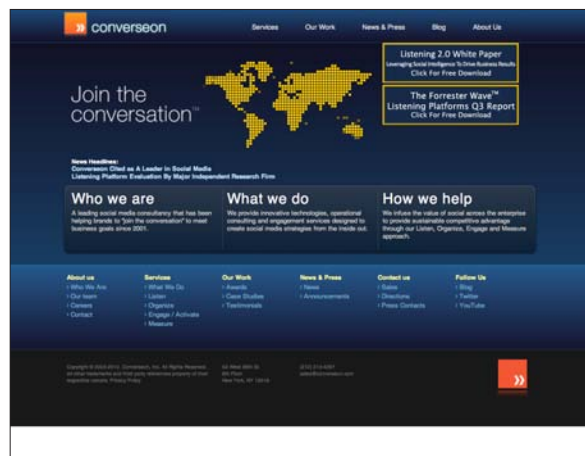 converseon
Services
Our Work
News & Press
Blog
About Us
Listening 2.0 White Paper
Leveraging Social Intelligence To Drive Business Results
Click For Free Download
Join the
conversation™
The Forrester Wave™
Listening Platforms Q3 Report
Click For Free Download
News Headlines:
Converseon Cited as A Leader in Social Media
Listening Platform Evaluation By Major Independent Research Firm
Who we are
A leading social media consultancy that has been
helping brands to "join the conversation" to meet
business goals since 2001.
What we do
We provide innovative technologies, operational
consulting and engagement services designed to
create social media strategies from the inside out.
How we help
We infuse the value of social across the enterprise
to provide sustainable competitive advantage
through our Listen, Organize, Engage and Measure
approach.
About us
› Who We Are
› Our team
› Careers
› Contact
Services
› What We Do
› Listen
› Organize
› Engage / Activate
› Measure
Our Work
› Awards
› Case Studies
› Testimonials
News & Press
› News
› Announcements
Contact us
› Sales
› Directions
› Press Contacts
Follow Us
› Blog
› Twitter
› YouTube
respective owners. Privacy Policy
New York, NY